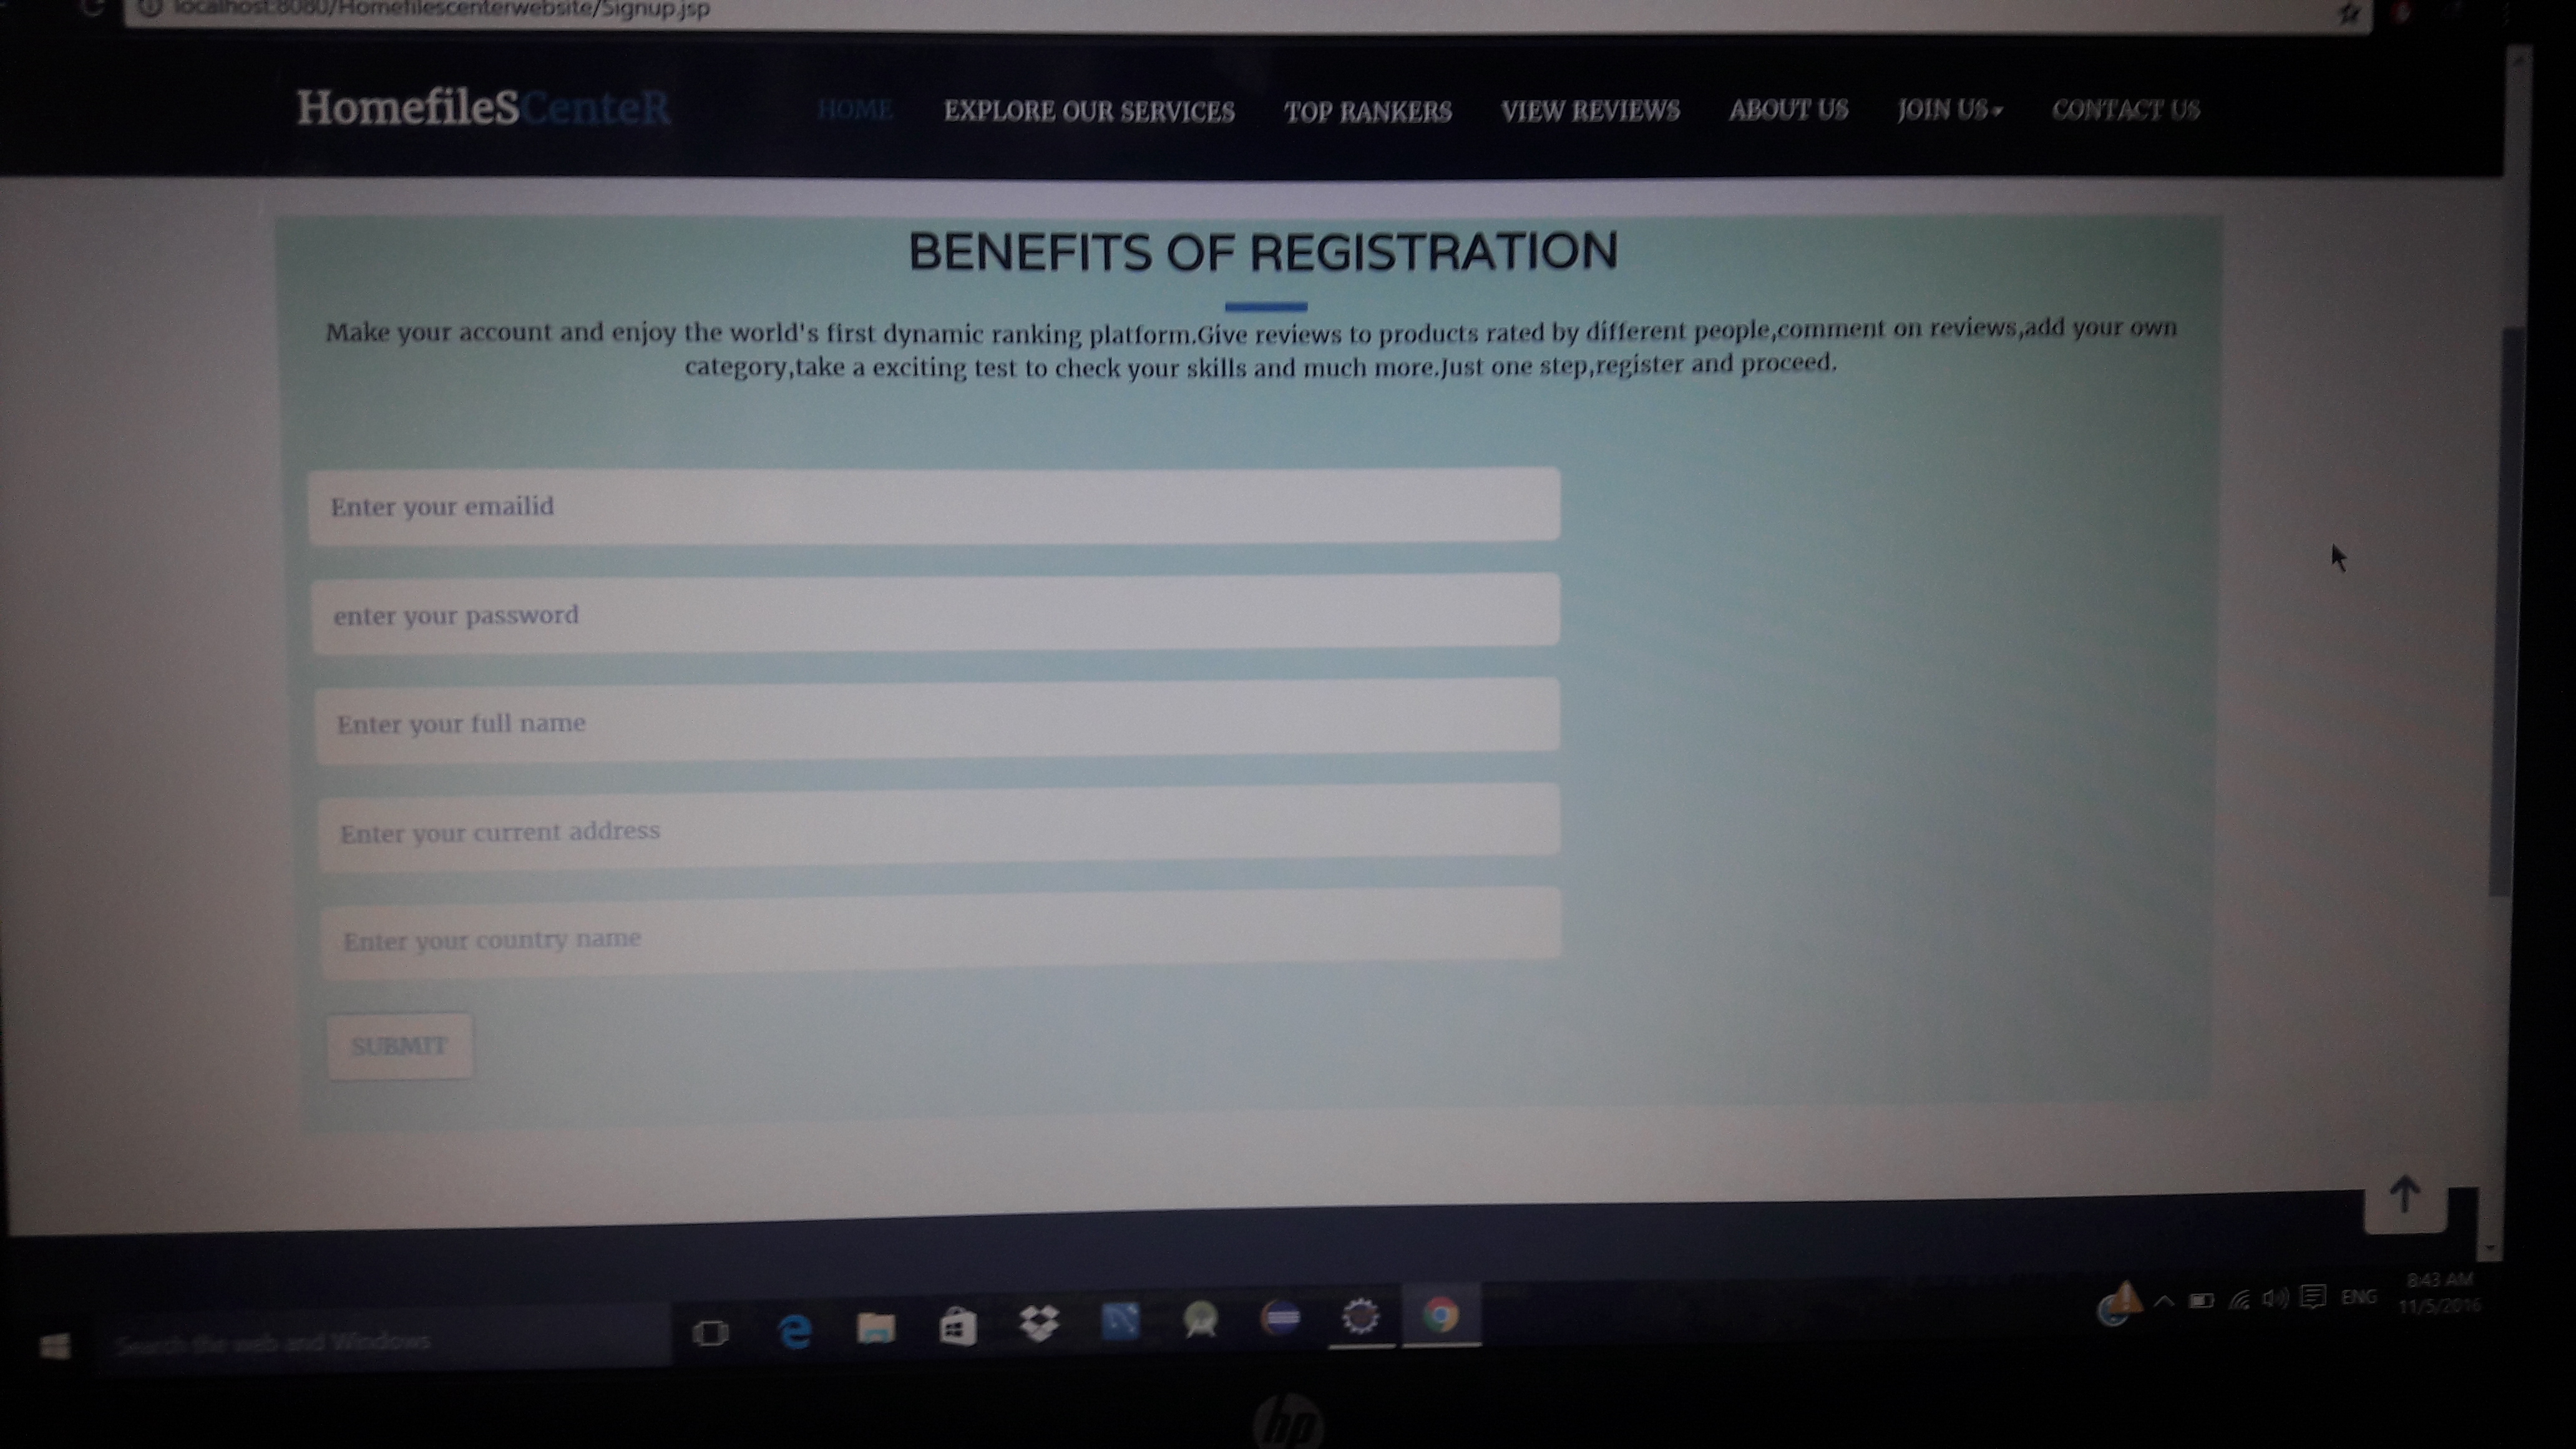 localhost:8080/Homefilescenterwebsite/Signup.jsp
HomefileSCenteR HOME EXPLORE OUR SERVICES TOP RANKERS VIEW REVIEWS ABOUT US JOIN US CONTACT US
BENEFITS OF REGISTRATION
Make your account and enjoy the world's first dynamic ranking platform.Give reviews to products rated by different people,comment on reviews,add your own
category,take a exciting test to check your skills and much more.Just one step,register and proceed.
Enter your emailid
enter your password
Enter your full name
Enter your current address
Enter your country name
SUBMIT
Search the web and Windows
ENG
8:43 AM
11/5/2016
hp